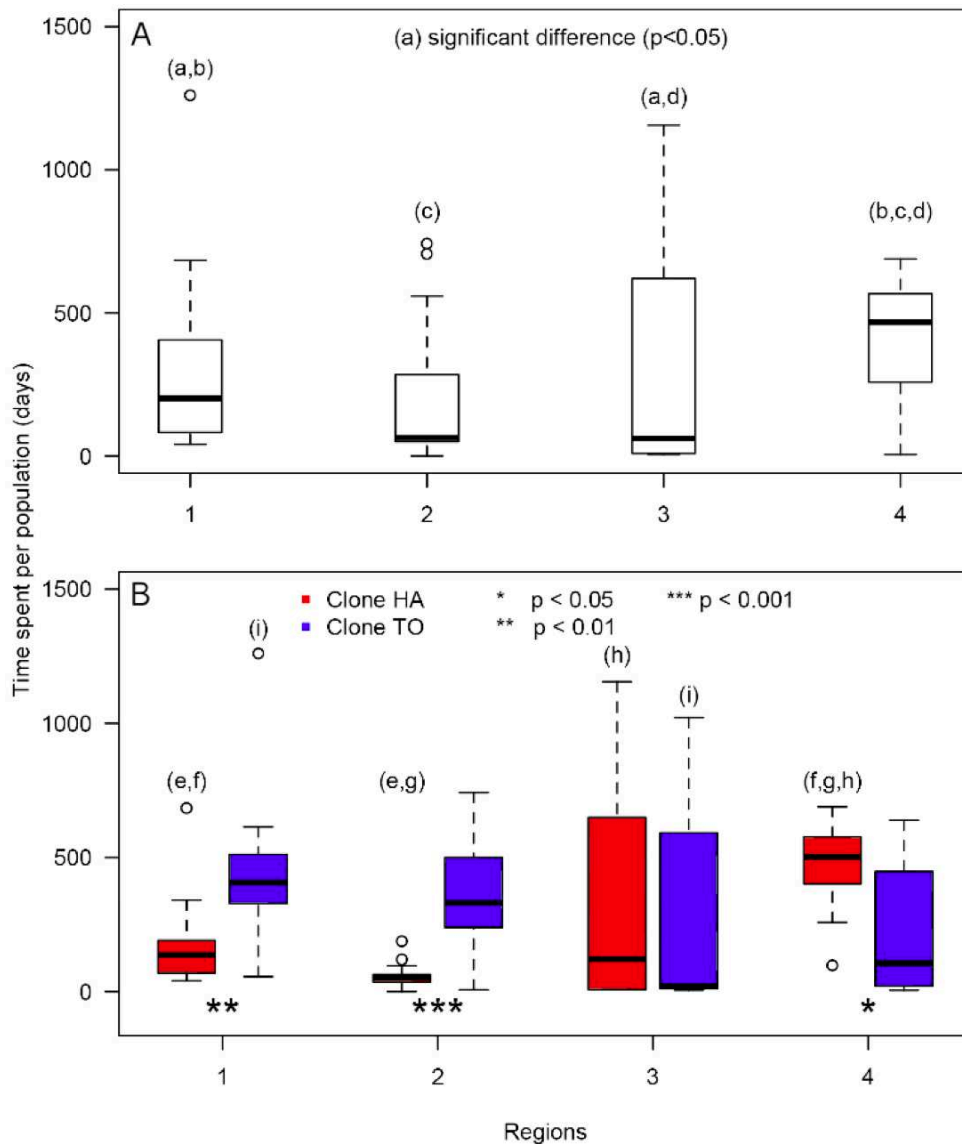 Time spent per population (days)
A
(a) significant difference (p<0.05)
1500
1000
500
0
(a,b)
(c)
(a,d)
(b,c,d)
1 2 3 4
B
Clone HA * p < 0.05 *** p < 0.001
Clone TO ** p < 0.01
1500
1000
500
0
(e,f)
(i)
(e,g)
(h)
(i)
(f,g,h)
** *** *
1 2 3 4
Regions